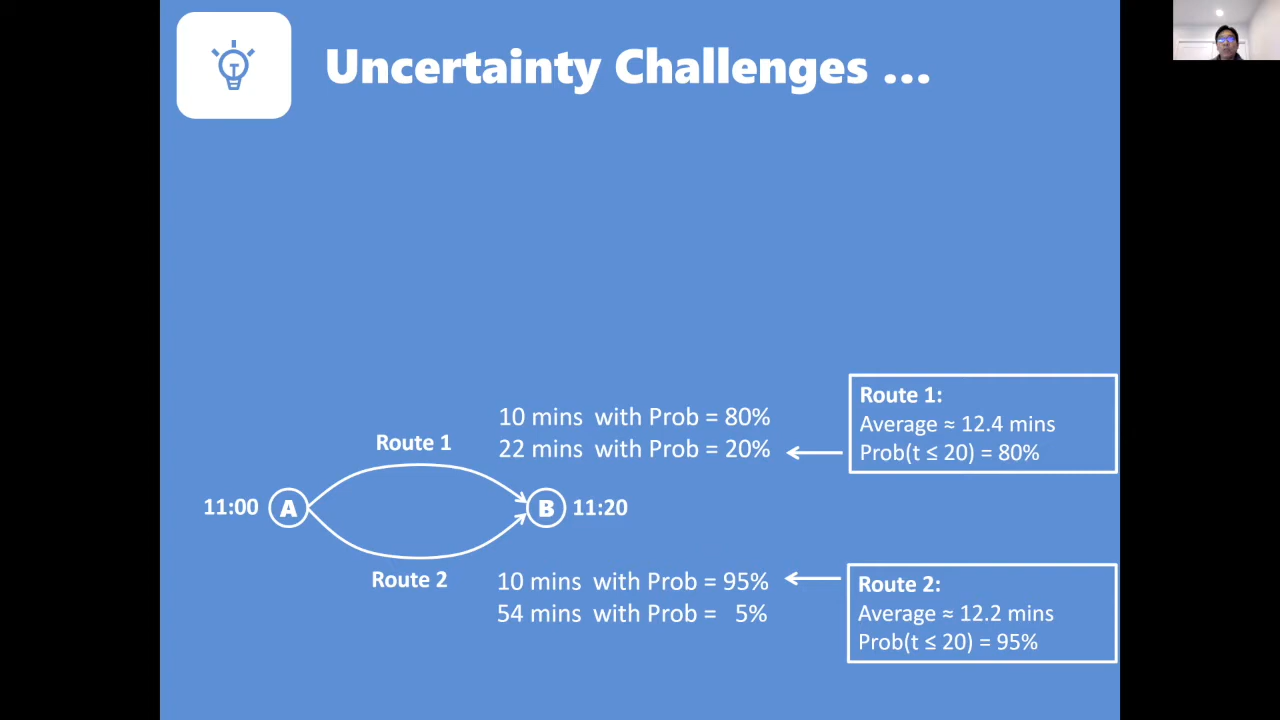 Uncertainty Challenges ...
10 mins with Prob = 80%
22 mins with Prob = 20%
Route 1:
Average ≈ 12.4 mins
Prob(t ≤ 20) = 80%
Route 1
11:00 A B 11:20
Route 2
10 mins with Prob = 95%
54 mins with Prob = 5%
Route 2:
Average ≈ 12.2 mins
Prob(t ≤ 20) = 95%